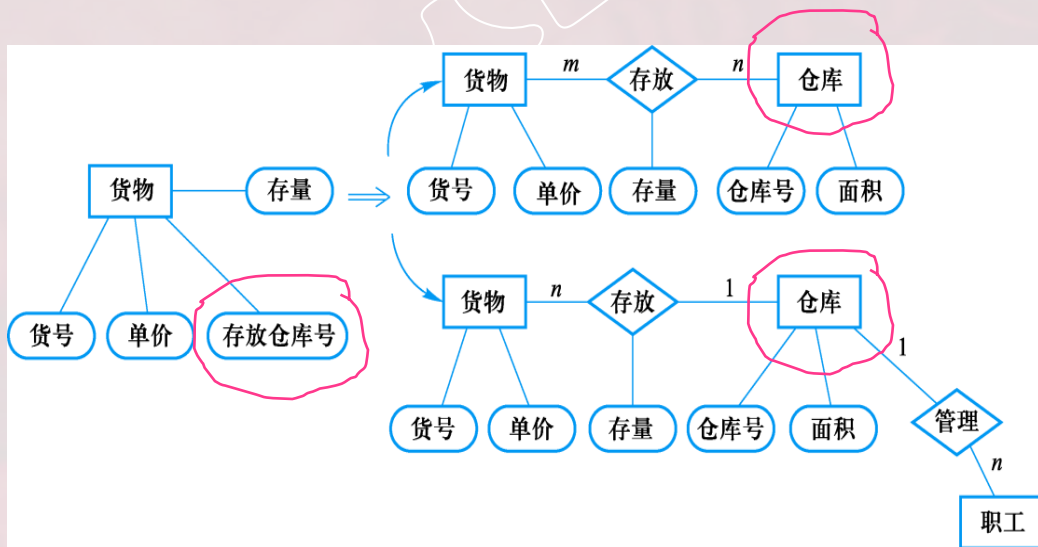 货物 m 存放 n 仓库
货号 单价 存量 仓库号 面积
货物 存量
货号 单价 存放仓库号
货物 n 存放 1 仓库
1
货号 单价 存量 仓库号 面积
管理
n
职工